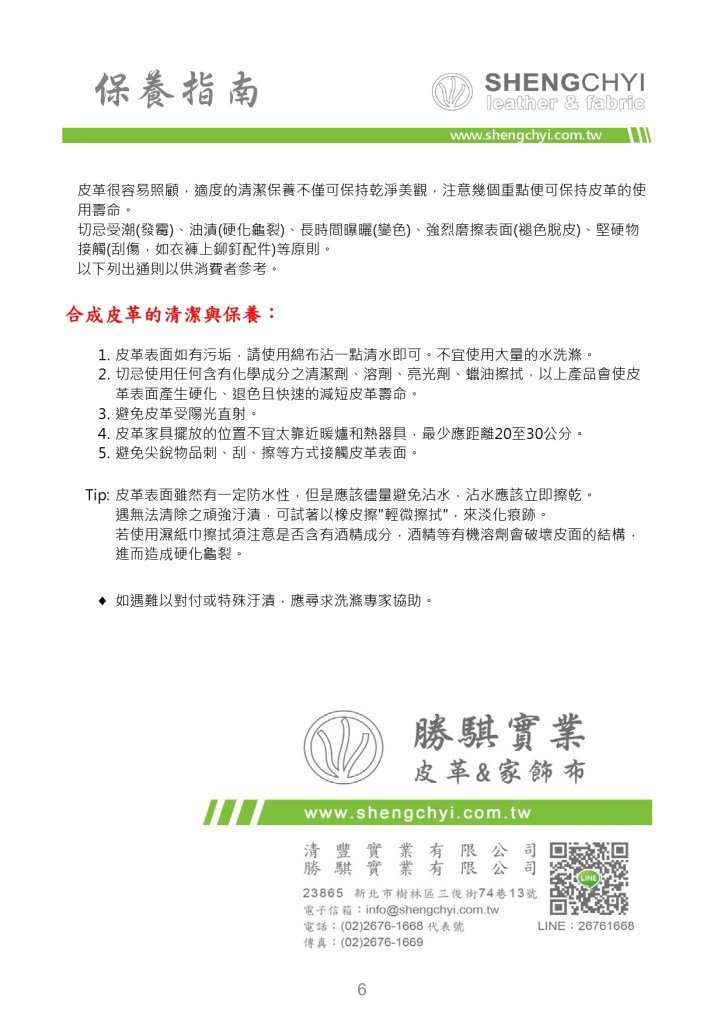 保養指南
SHENGCHYI
leather & fabric
www.shengchyi.com.tw
皮革很容易照顧，適度的清潔保養不僅可保持乾淨美觀，注意幾個重點便可保持皮革的使
用壽命。
切忌受潮(發霉)、油漬(硬化龜裂)、長時間曝曬(變色)、強烈磨擦表面(褪色脫皮)、堅硬物
接觸(刮傷，如衣褲上鉚釘配件)等原則。
以下列出通則以供消費者參考。
合成皮革的清潔與保養：
1. 皮革表面如有污垢，請使用綿布沾一點清水即可。不宜使用大量的水洗滌。
2. 切忌使用任何含有化學成分之清潔劑、溶劑、亮光劑、蠟油擦拭，以上產品會使皮
革表面產生硬化、退色且快速的減短皮革壽命。
3. 避免皮革受陽光直射。
4. 皮革家具擺放的位置不宜太靠近暖爐和熱器具，最少應距離20至30公分。
5. 避免尖銳物品刺、刮、擦等方式接觸皮革表面。
Tip: 皮革表面雖然有一定防水性，但是應該儘量避免沾水，沾水應該立即擦乾。
遇無法清除之頑強汙漬，可試著以橡皮擦"輕微擦拭"，來淡化痕跡。
若使用濕紙巾擦拭須注意是否含有酒精成分，酒精等有機溶劑會破壞皮面的結構，
進而造成硬化龜裂。
♦ 如遇難以對付或特殊汙漬，應尋求洗滌專家協助。
勝騏實業
皮革&家飾布
www.shengchyi.com.tw
清豐實業有限公司
勝騏實業有限公司
23865 新北市樹林區三俊街74巷13號
電子信箱：info@shengchyi.com.tw
電話：(02)2676-1668 代表號
傳真：(02)2676-1669
LINE
LINE：26761668
6